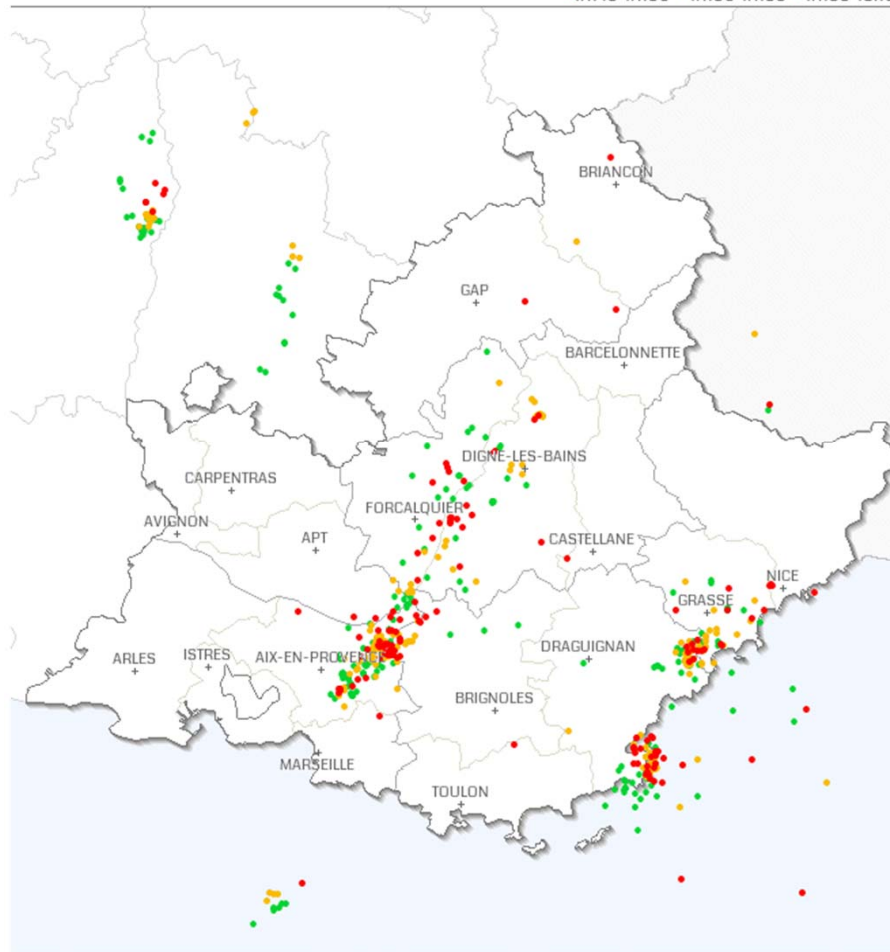 BRIANCON
GAP
BARCELONNETTE
DIGNE-LES-BAINS
CARPENTRAS
FORCALQUIER
AVIGNON
APT
CASTELLANE
NICE
GRASSE
DRAGUIGNAN
ARLES
ISTRES
AIX-EN-PROVENCE
BRIGNOLES
MARSEILLE
TOULON